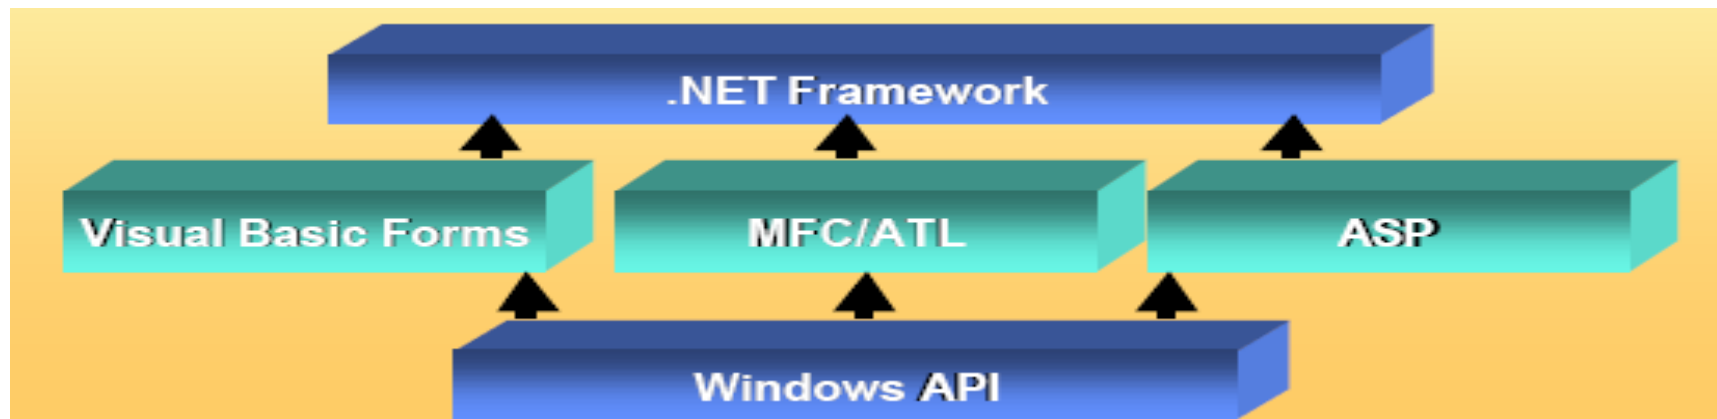 .NET Framework
Visual Basic Forms
MFC/ATL
ASP
Windows API